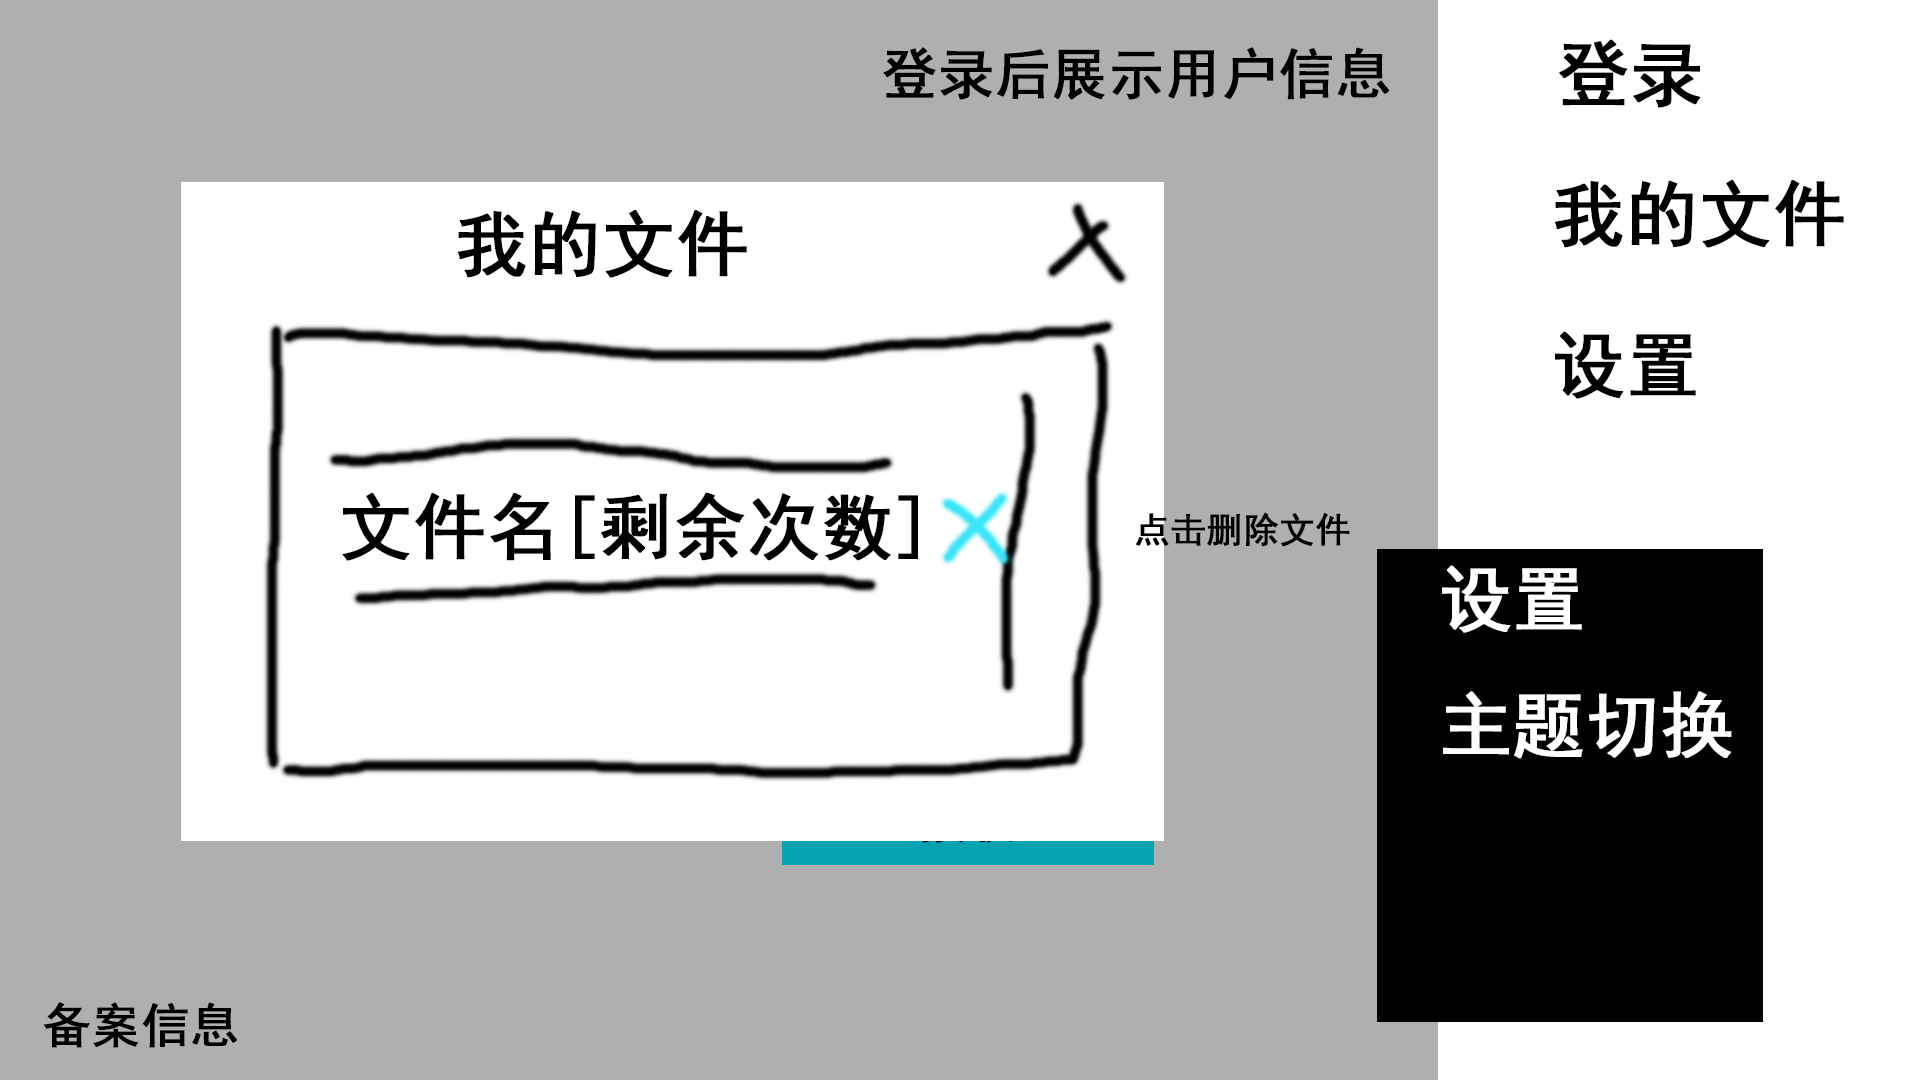 登录后展示用户信息
登录
我的文件
设置
我的文件
文件名[剩余次数]
点击删除文件
设置
主题切换
备案信息